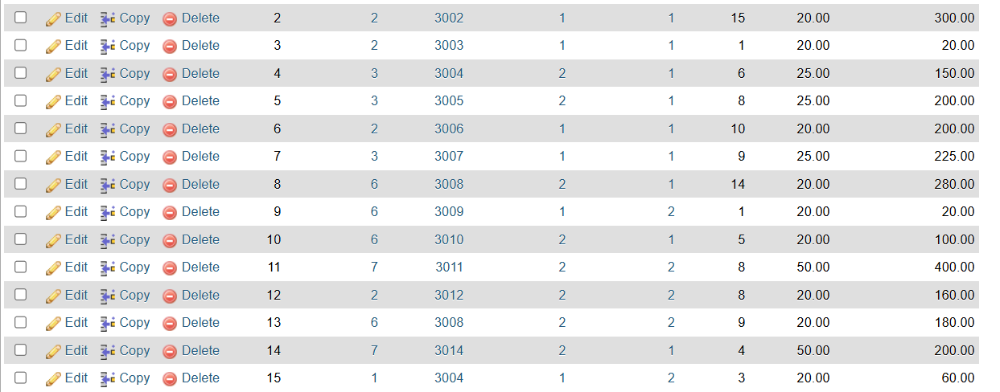 Edit Copy Delete 2 2 3002 1 1 15 20.00 300.00
Edit Copy Delete 3 2 3003 1 1 1 20.00 20.00
Edit Copy Delete 4 3 3004 2 1 6 25.00 150.00
Edit Copy Delete 5 3 3005 2 1 8 25.00 200.00
Edit Copy Delete 6 2 3006 1 1 10 20.00 200.00
Edit Copy Delete 7 3 3007 1 1 9 25.00 225.00
Edit Copy Delete 8 6 3008 2 1 14 20.00 280.00
Edit Copy Delete 9 6 3009 1 2 1 20.00 20.00
Edit Copy Delete 10 6 3010 2 1 5 20.00 100.00
Edit Copy Delete 11 7 3011 2 2 8 50.00 400.00
Edit Copy Delete 12 2 3012 2 2 8 20.00 160.00
Edit Copy Delete 13 6 3008 2 2 9 20.00 180.00
Edit Copy Delete 14 7 3014 2 1 4 50.00 200.00
Edit Copy Delete 15 1 3004 1 2 3 20.00 60.00